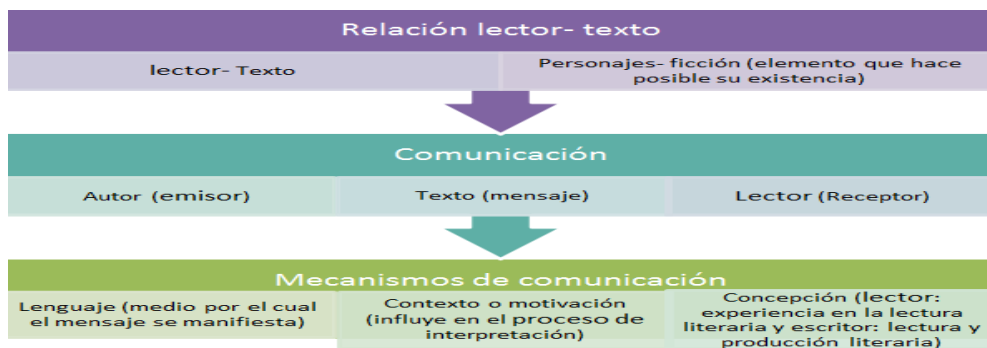 Relación lector- texto
lector- Texto
Personajes- ficción (elemento que hace
posible su existencia)
Comunicación
Autor (emisor)
Texto (mensaje)
Lector (Receptor)
Mecanismos de comunicación
Lenguaje (medio por el cual
el mensaje se manifiesta)
Contexto o motivación
(influye en el proceso de
interpretación)
Concepción (lector:
experiencia en la lectura
literaria y escritor: lectura y
producción literaria)